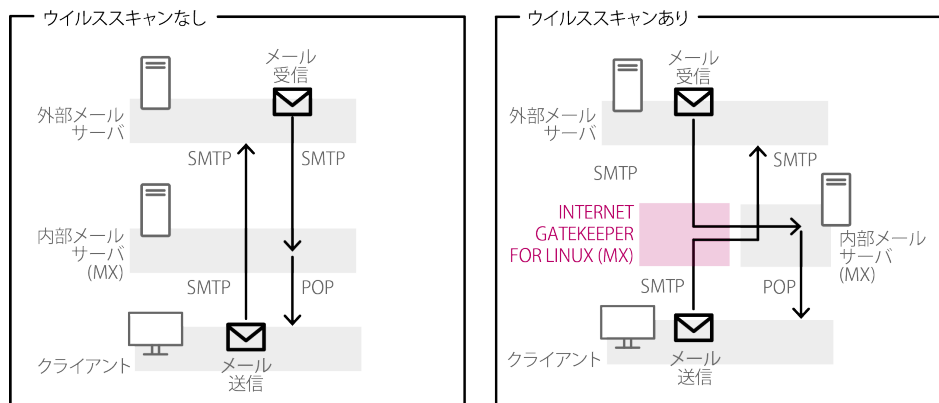 ウイルススキャンなし
メール
受信
外部メール
サーバ
SMTP
SMTP
内部メール
サーバ
(MX)
SMTP
POP
クライアント
メール
送信
ウイルススキャンあり
メール
受信
外部メール
サーバ
SMTP
SMTP
INTERNET
GATEKEEPER
FOR LINUX (MX)
内部メール
サーバ
(MX)
SMTP
POP
クライアント
メール
送信